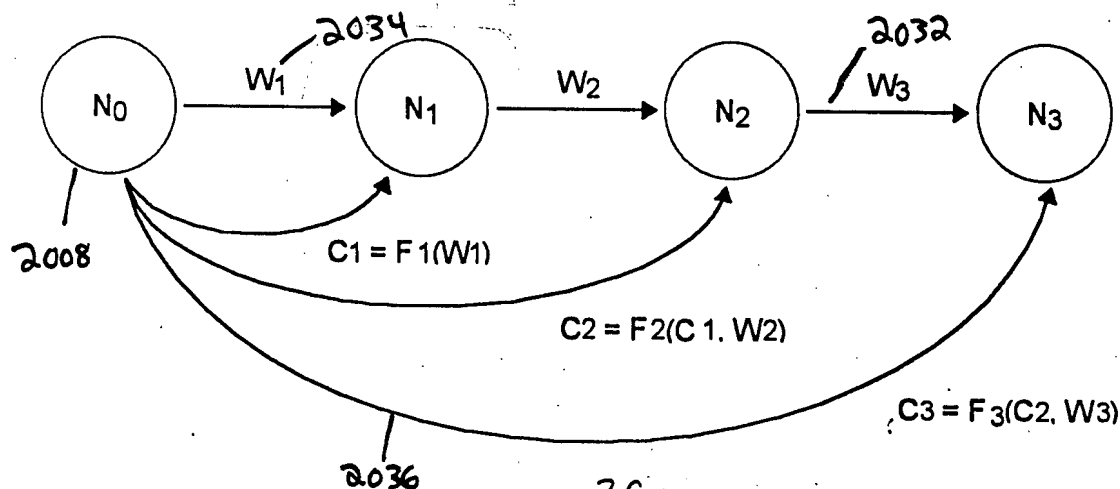 2034
2032
W1
W2
W3
N0
N1
N2
N3
2008
C1 = F1(W1)
C2 = F2(C1, W2)
C3 = F3(C2, W3)
2036